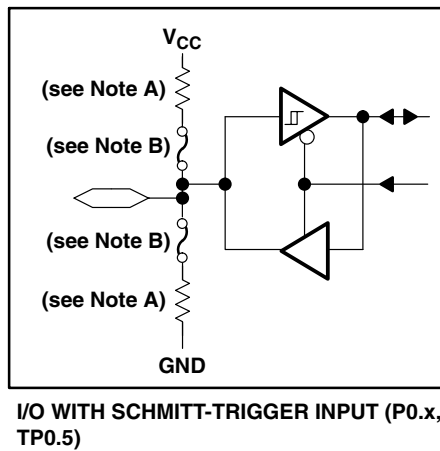 VCC
(see Note A)
(see Note B)
(see Note B)
(see Note A)
GND
I/O WITH SCHMITT-TRIGGER INPUT (P0.x,
TP0.5)